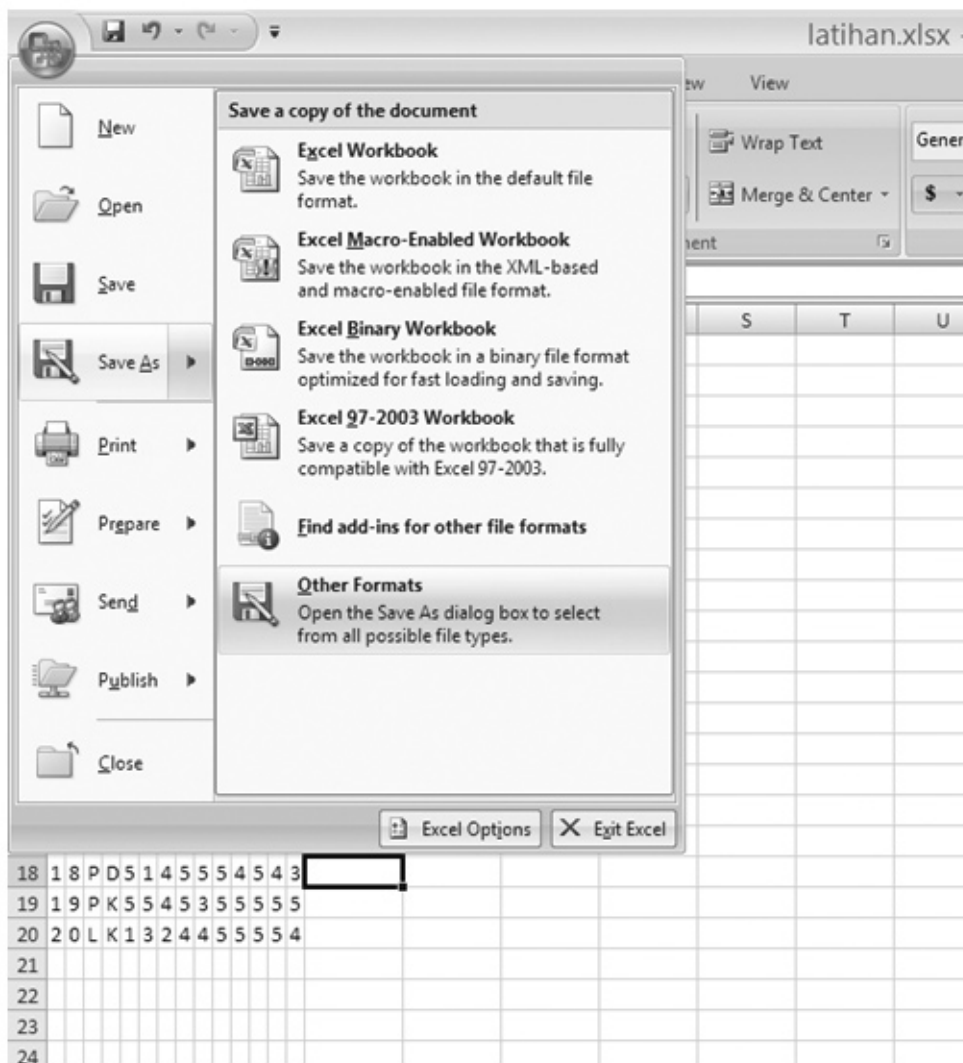 latihan.xlsx -
View
New
Open
Save
Save As
Print
Prepare
Send
Publish
Close
Save a copy of the document
Excel Workbook
Save the workbook in the default file
format.
Excel Macro-Enabled Workbook
Save the workbook in the XML-based
and macro-enabled file format.
Excel Binary Workbook
Save the workbook in a binary file format
optimized for fast loading and saving.
Excel 97-2003 Workbook
Save a copy of the workbook that is fully
compatible with Excel 97-2003.
Find add-ins for other file formats
Other Formats
Open the Save As dialog box to select
from all possible file types.
Excel Options
Exit Excel
Wrap Text
Merge & Center
Gener
$
S T U
18 1 8 P D 5 1 4 5 5 5 4 5 4 3
19 1 9 P K 5 5 4 5 3 5 5 5 5 5
20 2 0 L K 1 3 2 4 4 5 5 5 5 4
21
22
23
24